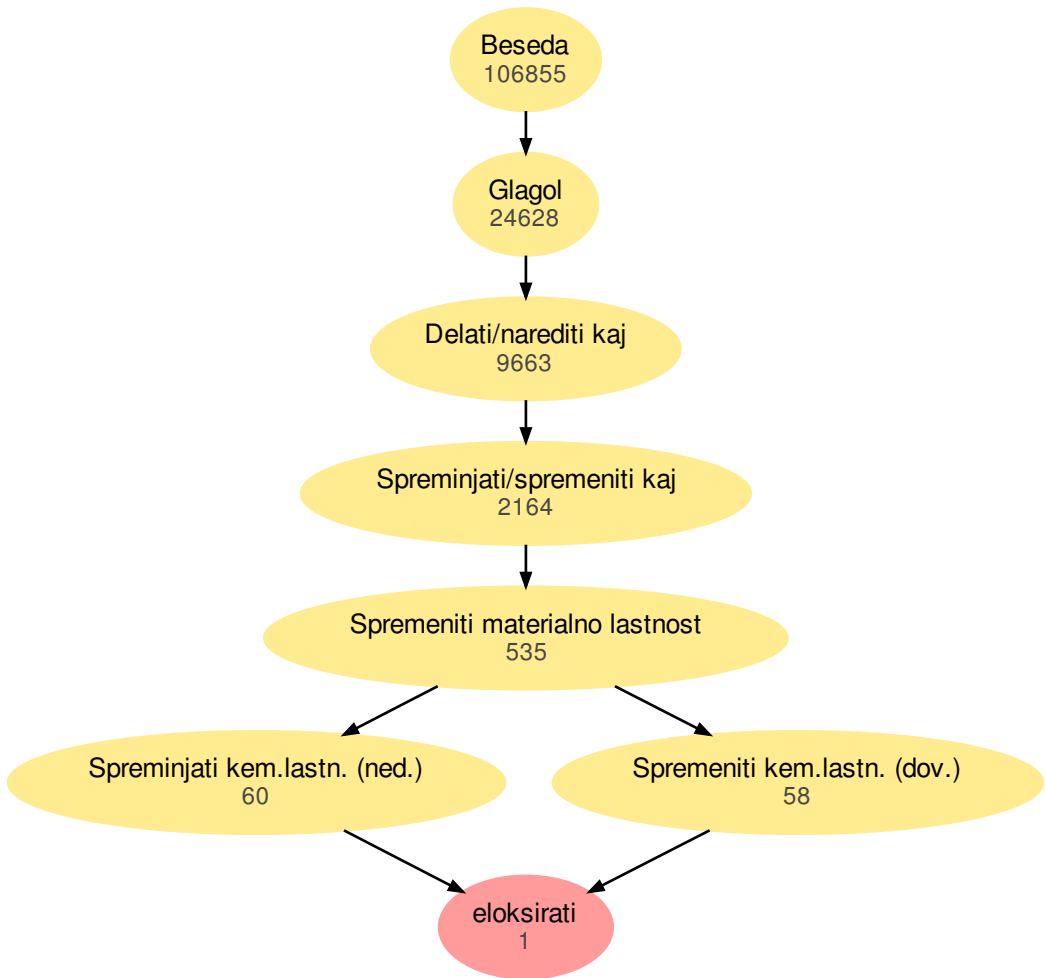 Beseda
106855
Glagol
24628
Delati/narediti kaj
9663
Spreminjati/spremeniti kaj
2164
Spremeniti materialno lastnost
535
Spreminjati kem.lastn. (ned.)
60
Spremeniti kem.lastn. (dov.)
58
eloksirati
1